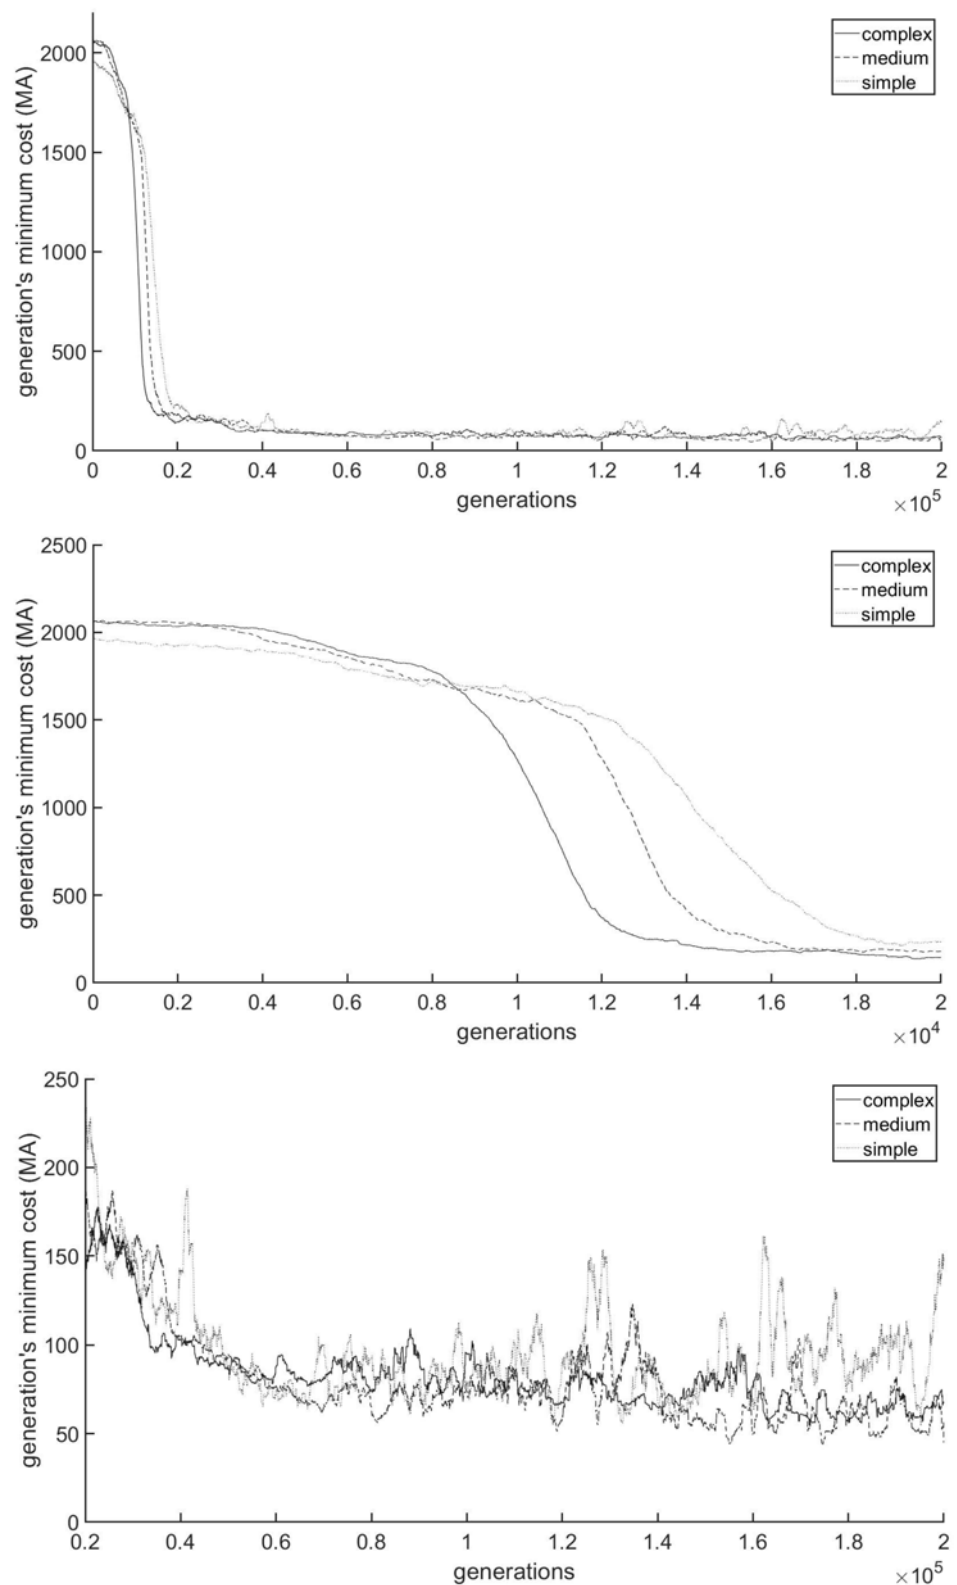 generation's minimum cost (MA)
2000
1500
1000
500
0
complex
medium
simple
0 0.2 0.4 0.6 0.8 1 1.2 1.4 1.6 1.8 2
generations
×10^5
generation's minimum cost (MA)
2500
2000
1500
1000
500
0
complex
medium
simple
0 0.2 0.4 0.6 0.8 1 1.2 1.4 1.6 1.8 2
generations
×10^4
generation's minimum cost (MA)
250
200
150
100
50
0
complex
medium
simple
0.2 0.4 0.6 0.8 1 1.2 1.4 1.6 1.8 2
generations
×10^5